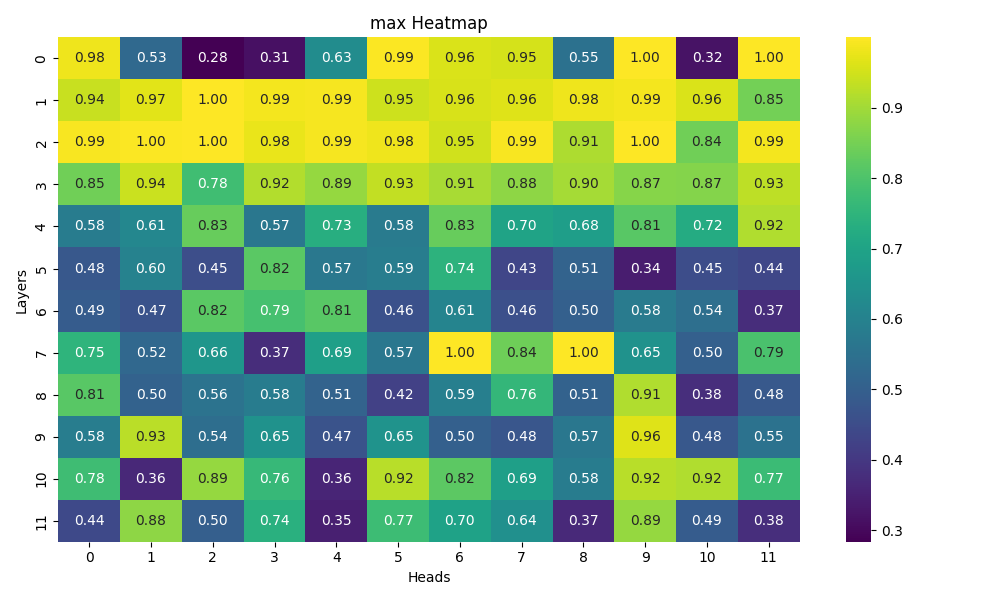 max Heatmap
0 0.98 0.53 0.28 0.31 0.63 0.99 0.96 0.95 0.55 1.00 0.32 1.00
1 0.94 0.97 1.00 0.99 0.99 0.95 0.96 0.96 0.98 0.99 0.96 0.85
2 0.99 1.00 1.00 0.98 0.99 0.98 0.95 0.99 0.91 1.00 0.84 0.99
3 0.85 0.94 0.78 0.92 0.89 0.93 0.91 0.88 0.90 0.87 0.87 0.93
4 0.58 0.61 0.83 0.57 0.73 0.58 0.83 0.70 0.68 0.81 0.72 0.92
5 0.48 0.60 0.45 0.82 0.57 0.59 0.74 0.43 0.51 0.34 0.45 0.44
6 0.49 0.47 0.82 0.79 0.81 0.46 0.61 0.46 0.50 0.58 0.54 0.37
7 0.75 0.52 0.66 0.37 0.69 0.57 1.00 0.84 1.00 0.65 0.50 0.79
8 0.81 0.50 0.56 0.58 0.51 0.42 0.59 0.76 0.51 0.91 0.38 0.48
9 0.58 0.93 0.54 0.65 0.47 0.65 0.50 0.48 0.57 0.96 0.48 0.55
10 0.78 0.36 0.89 0.76 0.36 0.92 0.82 0.69 0.58 0.92 0.92 0.77
11 0.44 0.88 0.50 0.74 0.35 0.77 0.70 0.64 0.37 0.89 0.49 0.38
0 1 2 3 4 5 6 7 8 9 10 11
Heads
Layers
0.9
0.8
0.7
0.6
0.5
0.4
0.3